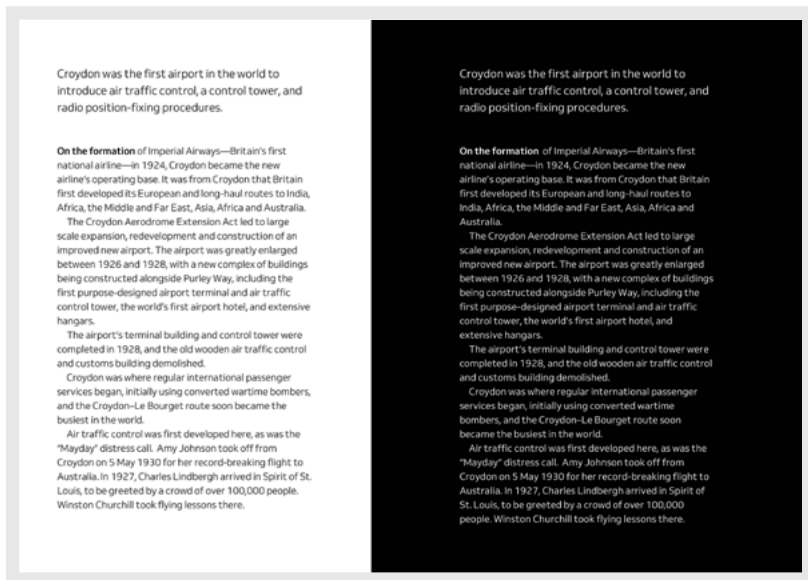 Croydon was the first airport in the world to
introduce air traffic control, a control tower, and
radio position-fixing procedures.
On the formation of Imperial Airways—Britain's first
national airline—in 1924, Croydon became the new
airline's operating base. It was from Croydon that Britain
first developed its European and long-haul routes to India,
Africa, the Middle and Far East, Asia, Africa and Australia.
The Croydon Aerodrome Extension Act led to large
scale expansion, redevelopment and construction of an
improved new airport. The airport was greatly enlarged
between 1926 and 1928, with a new complex of buildings
being constructed alongside Purley Way, including the
first purpose-designed airport terminal and air traffic
control tower, the world's first airport hotel, and extensive
hangars.
The airport's terminal building and control tower were
completed in 1928, and the old wooden air traffic control
and customs building demolished.
Croydon was where regular international passenger
services began, initially using converted wartime bombers,
and the Croydon–Le Bourget route soon became the
busiest in the world.
Air traffic control was first developed here, as was the
“Mayday” distress call. Amy Johnson took off from
Croydon on 5 May 1930 for her record-breaking flight to
Australia. In 1927, Charles Lindbergh arrived in Spirit of St.
Louis, to be greeted by a crowd of over 100,000 people.
Winston Churchill took flying lessons there.
Croydon was the first airport in the world to
introduce air traffic control, a control tower, and
radio position-fixing procedures.
On the formation of Imperial Airways—Britain's first
national airline—in 1924, Croydon became the new
airline's operating base. It was from Croydon that Britain
first developed its European and long-haul routes to
India, Africa, the Middle and Far East, Asia, Africa and
Australia.
The Croydon Aerodrome Extension Act led to large
scale expansion, redevelopment and construction of an
improved new airport. The airport was greatly enlarged
between 1926 and 1928, with a new complex of buildings
being constructed alongside Purley Way, including the
first purpose-designed airport terminal and air traffic
control tower, the world's first airport hotel, and
extensive hangars.
The airport's terminal building and control tower were
completed in 1928, and the old wooden air traffic control
and customs building demolished.
Croydon was where regular international passenger
services began, initially using converted wartime
bombers, and the Croydon–Le Bourget route soon
became the busiest in the world.
Air traffic control was first developed here, as was the
“Mayday” distress call. Amy Johnson took off from
Croydon on 5 May 1930 for her record-breaking flight to
Australia. In 1927, Charles Lindbergh arrived in Spirit of
St. Louis, to be greeted by a crowd of over 100,000
people. Winston Churchill took flying lessons there.